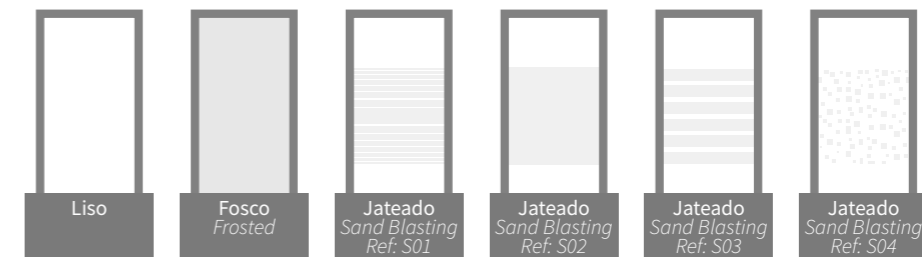 Liso
Fosco
Frosted
Jateado
Sand Blasting
Ref: S01
Jateado
Sand Blasting
Ref: S02
Jateado
Sand Blasting
Ref: S03
Jateado
Sand Blasting
Ref: S04